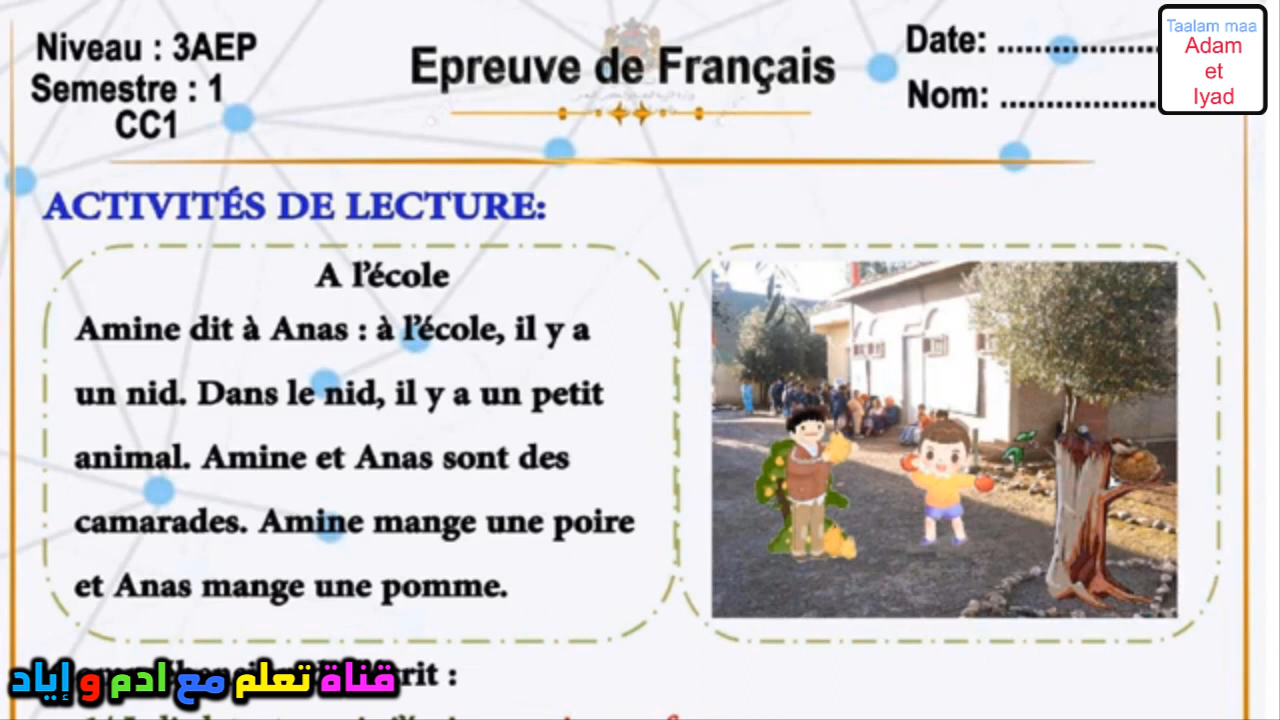 Niveau : 3AEP
Semestre : 1
CC1
Epreuve de Français
Date: ..................
Nom: ..................
Taalam maa
Adam
et
Iyad
ACTIVITÉS DE LECTURE:
A l'école
Amine dit à Anas : à l'école, il y a
un nid. Dans le nid, il y a un petit
animal. Amine et Anas sont des
camarades. Amine mange une poire
et Anas mange une pomme.
قناة تعلم مع ادم و إياد